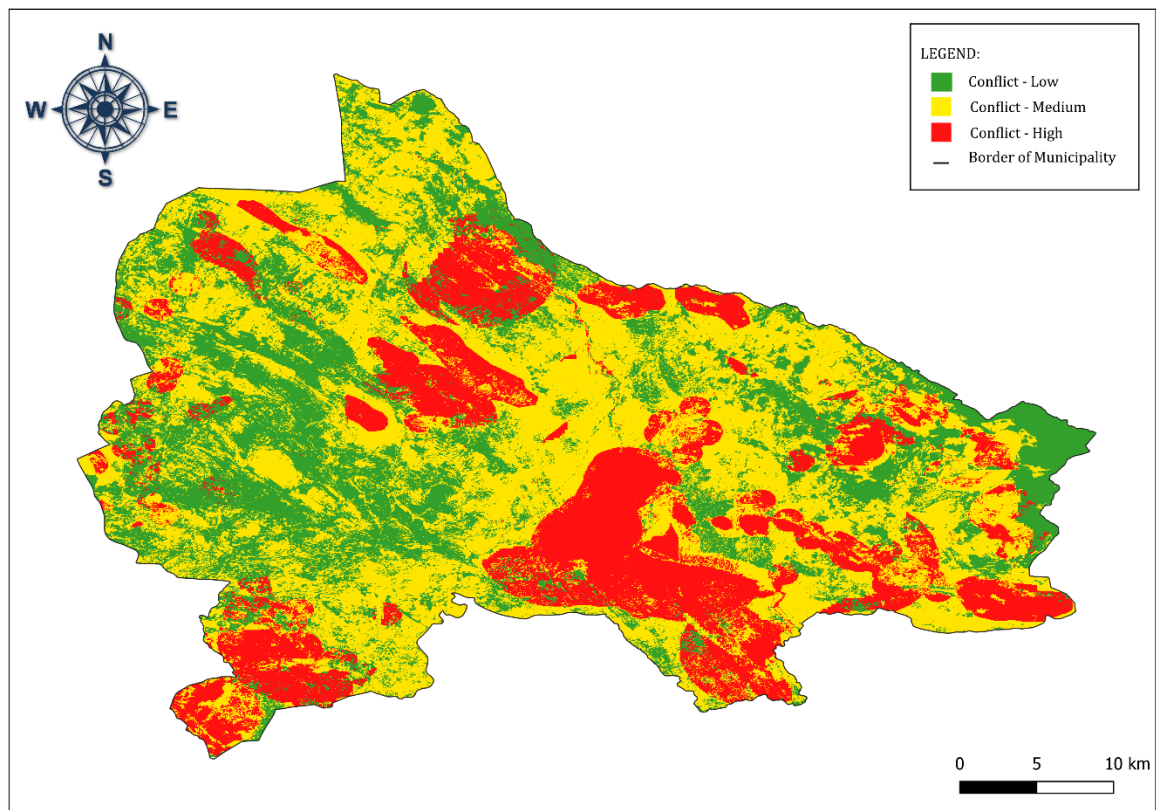 N
W
E
S
LEGEND:
Conflict - Low
Conflict - Medium
Conflict - High
Border of Municipality
0 5 10 km